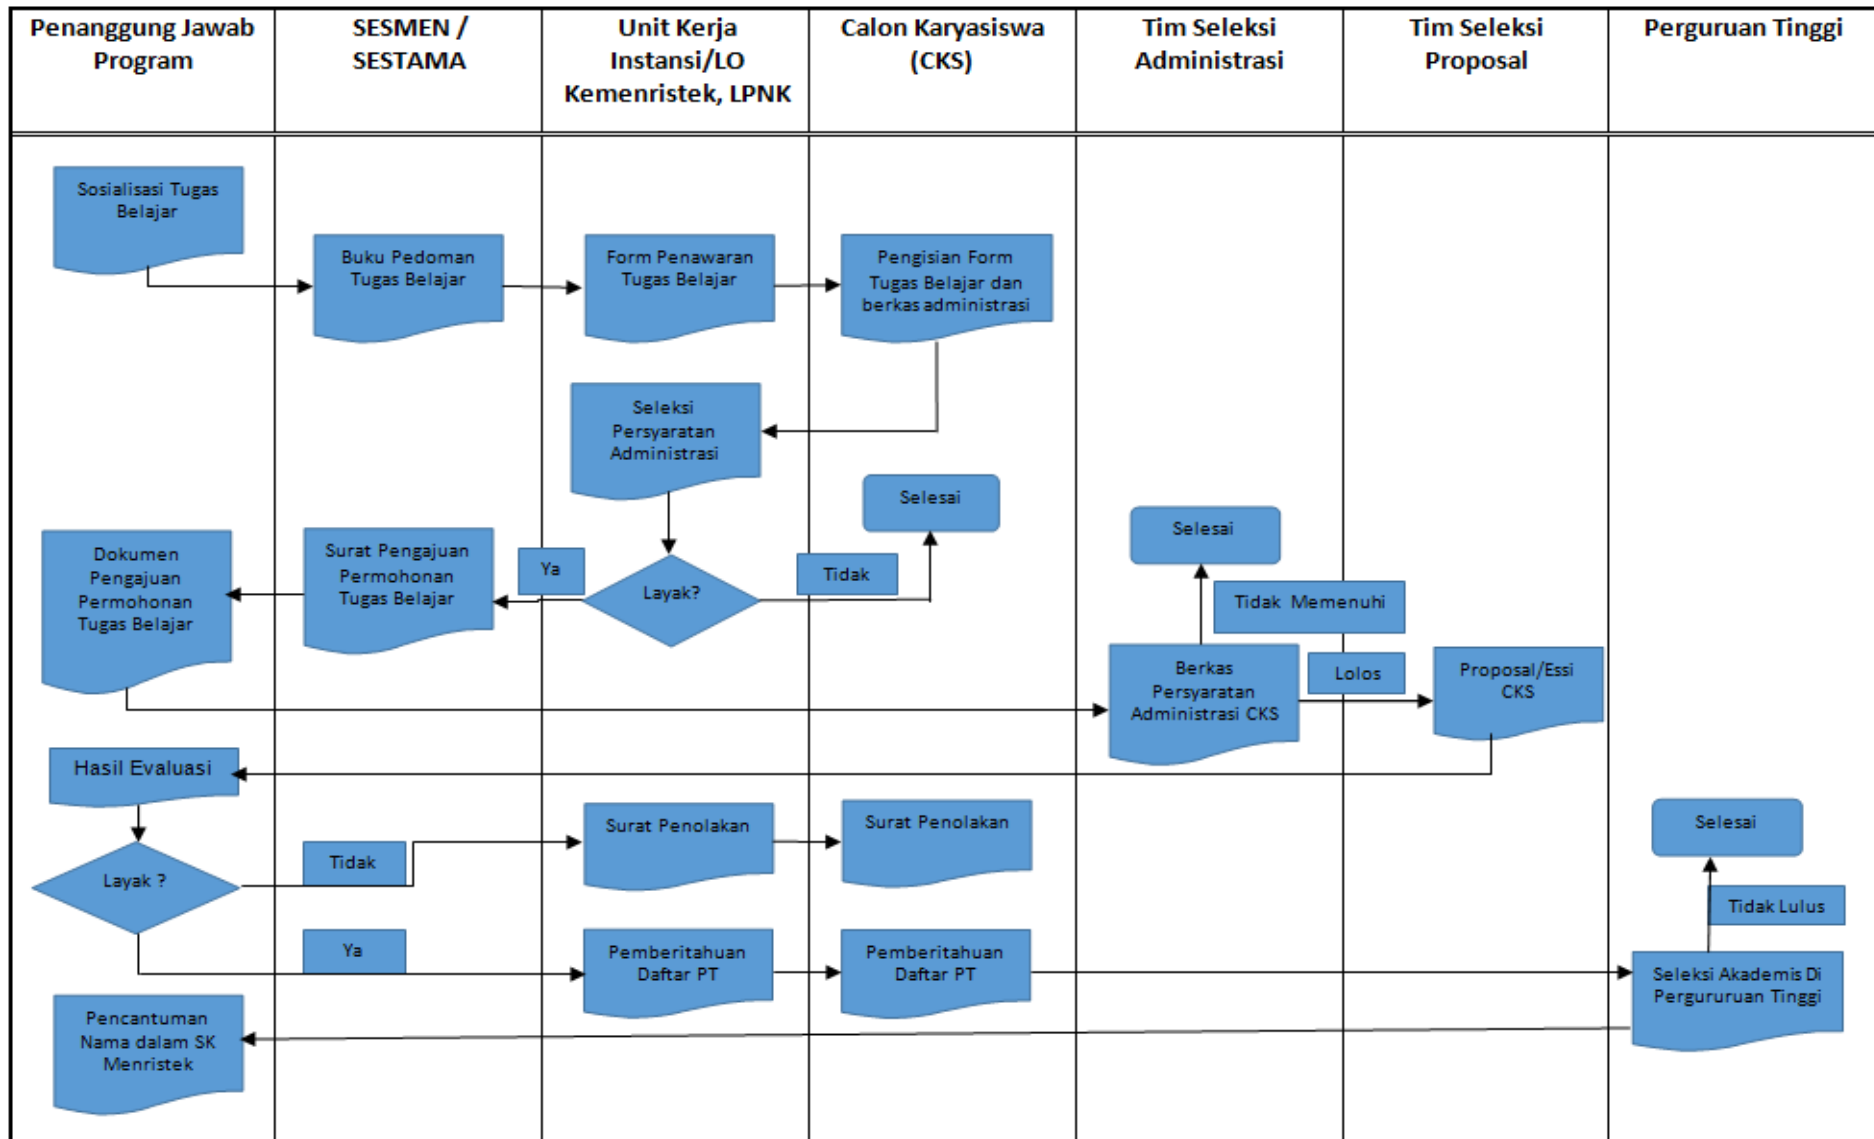 Penanggung Jawab
Program
SESMEN /
SESTAMA
Unit Kerja
Instansi/LO
Kemenristek, LPNK
Calon Karyasiswa
(CKS)
Tim Seleksi
Administrasi
Tim Seleksi
Proposal
Perguruan Tinggi
Sosialisasi Tugas
Belajar
Buku Pedoman
Tugas Belajar
Form Penawaran
Tugas Belajar
Pengisian Form
Tugas Belajar dan
berkas administrasi
Seleksi
Persyaratan
Administrasi
Selesai
Selesai
Dokumen
Pengajuan
Permohonan
Tugas Belajar
Surat Pengajuan
Permohonan
Tugas Belajar
Ya
Layak?
Tidak
Tidak Memenuhi
Berkas
Persyaratan
Administrasi CKS
Lolos
Proposal/Essi
CKS
Hasil Evaluasi
Layak ?
Tidak
Surat Penolakan
Surat Penolakan
Selesai
Tidak Lulus
Ya
Pemberitahuan
Daftar PT
Pemberitahuan
Daftar PT
Seleksi Akademis Di
Pergururuan Tinggi
Pencantuman
Nama dalam SK
Menristek